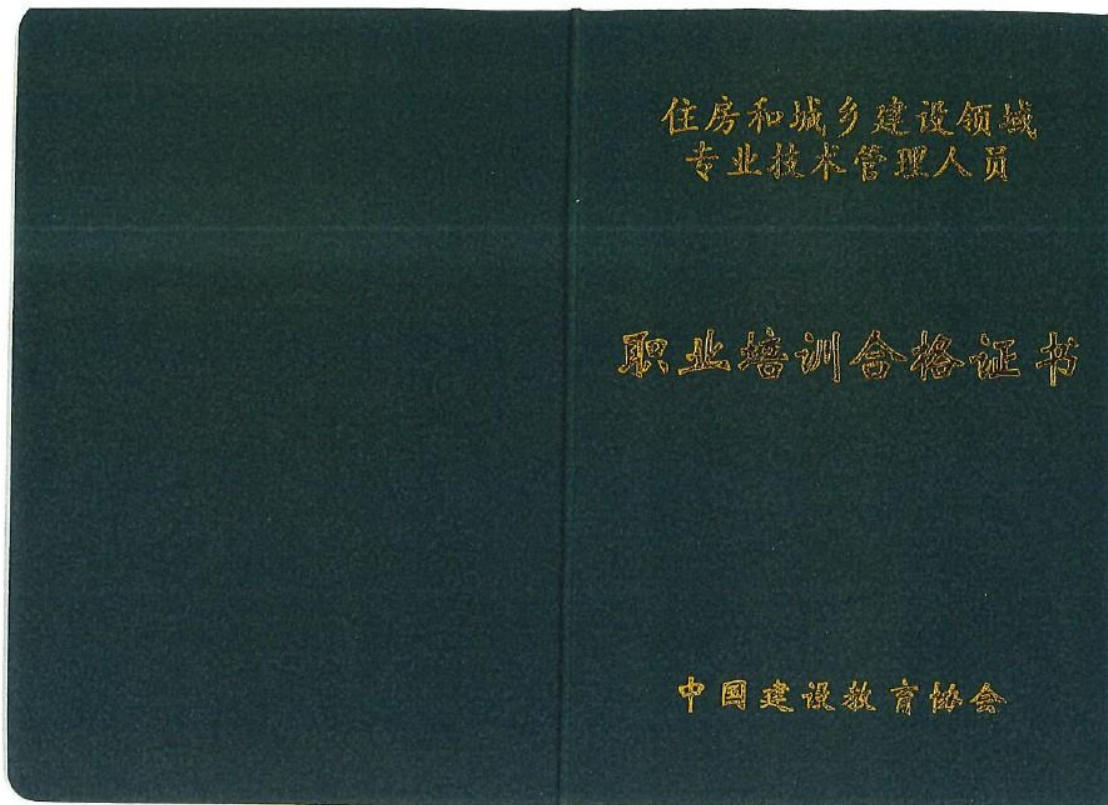 住房和城乡建设领域
专业技术管理人员
职业培训合格证书
中国建设教育协会